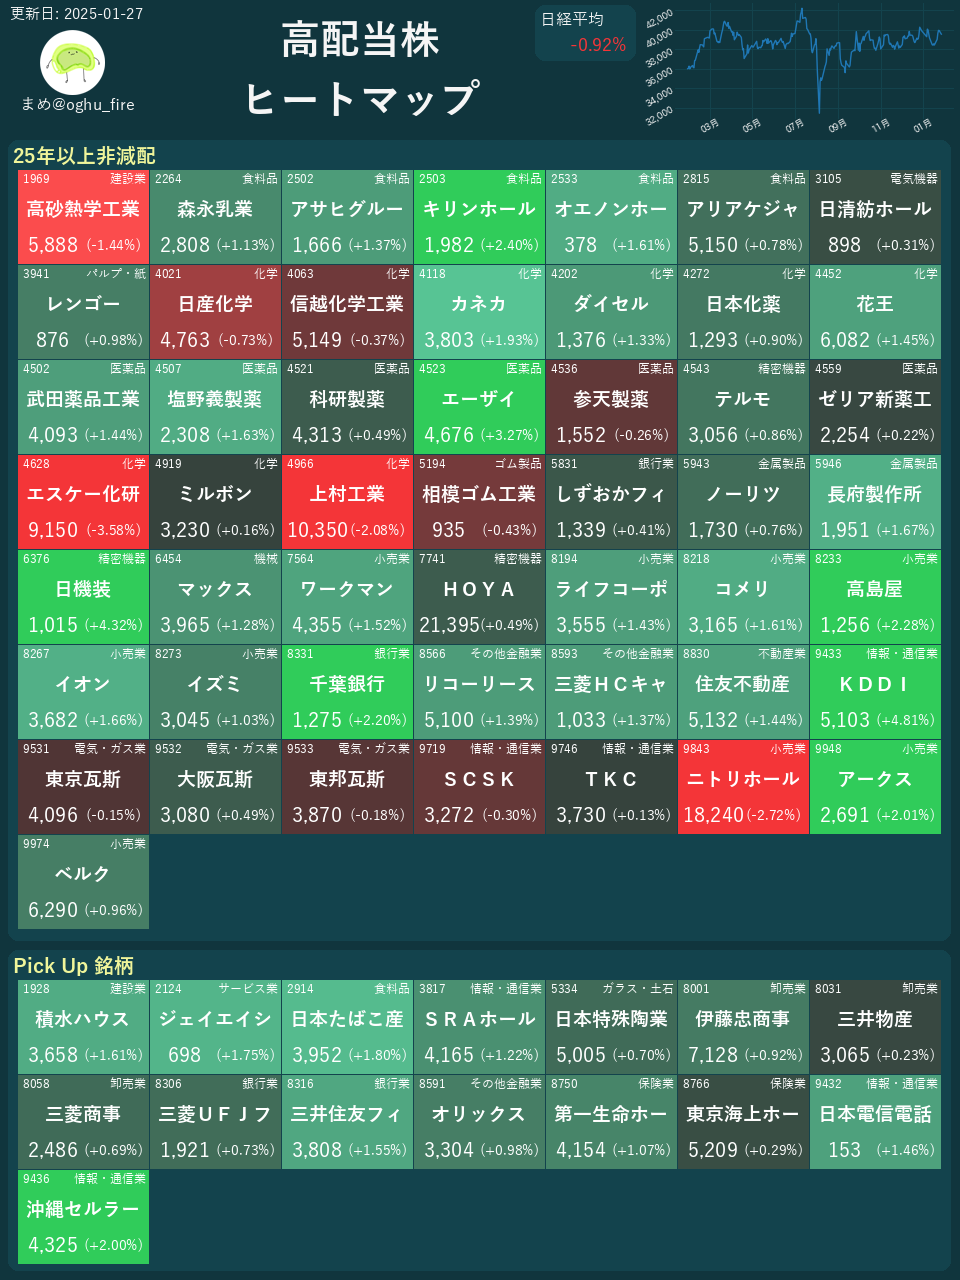 更新日: 2025-01-27
まめ@oghu_fire
高配当株
ヒートマップ
日経平均
-0.92%
42,000
40,000
38,000
36,000
34,000
32,000
03月 05月 07月 09月 11月 01月
25年以上非減配
1969 建設業 2264 食料品 2502 食料品 2503 食料品 2533 食料品 2815 食料品 3105 電気機器
高砂熱学工業 森永乳業 アサヒグルー キリンホール オエノンホー アリアケジャ 日清紡ホール
5,888 (-1.44%) 2,808 (+1.13%) 1,666 (+1.37%) 1,982 (+2.40%) 378 (+1.61%) 5,150 (+0.78%) 898 (+0.31%)
3941 パルプ・紙 4021 化学 4063 化学 4118 化学 4202 化学 4272 化学 4452 化学
レンゴー 日産化学 信越化学工業 カネカ ダイセル 日本化薬 花王
876 (+0.98%) 4,763 (-0.73%) 5,149 (-0.37%) 3,803 (+1.93%) 1,376 (+1.33%) 1,293 (+0.90%) 6,082 (+1.45%)
4502 医薬品 4507 医薬品 4521 医薬品 4523 医薬品 4536 医薬品 4543 精密機器 4559 医薬品
武田薬品工業 塩野義製薬 科研製薬 エーザイ 参天製薬 テルモ ゼリア新薬工
4,093 (+1.44%) 2,308 (+1.63%) 4,313 (+0.49%) 4,676 (+3.27%) 1,552 (-0.26%) 3,056 (+0.86%) 2,254 (+0.22%)
4628 化学 4919 化学 4966 化学 5194 ゴム製品 5831 銀行業 5943 金属製品 5946 金属製品
エスケー化研 ミルボン 上村工業 相模ゴム工業 しずおかフィ ノーリツ 長府製作所
9,150 (-3.58%) 3,230 (+0.16%) 10,350(-2.08%) 935 (-0.43%) 1,339 (+0.41%) 1,730 (+0.76%) 1,951 (+1.67%)
6376 精密機器 6454 機械 7564 小売業 7741 精密機器 8194 小売業 8218 小売業 8233 小売業
日機装 マックス ワークマン ＨＯＹＡ ライフコーポ コメリ 高島屋
1,015 (+4.32%) 3,965 (+1.28%) 4,355 (+1.52%) 21,395(+0.49%) 3,555 (+1.43%) 3,165 (+1.61%) 1,256 (+2.28%)
8267 小売業 8273 小売業 8331 銀行業 8566 その他金融業 8593 その他金融業 8830 不動産業 9433 情報・通信業
イオン イズミ 千葉銀行 リコーリース 三菱ＨＣキャ 住友不動産 ＫＤＤＩ
3,682 (+1.66%) 3,045 (+1.03%) 1,275 (+2.20%) 5,100 (+1.39%) 1,033 (+1.37%) 5,132 (+1.44%) 5,103 (+4.81%)
9531 電気・ガス業 9532 電気・ガス業 9533 電気・ガス業 9719 情報・通信業 9746 情報・通信業 9843 小売業 9948 小売業
東京瓦斯 大阪瓦斯 東邦瓦斯 ＳＣＳＫ ＴＫＣ ニトリホール アークス
4,096 (-0.15%) 3,080 (+0.49%) 3,870 (-0.18%) 3,272 (-0.30%) 3,730 (+0.13%) 18,240(-2.72%) 2,691 (+2.01%)
9974 小売業
ベルク
6,290 (+0.96%)
Pick Up 銘柄
1928 建設業 2124 サービス業 2914 食料品 3817 情報・通信業 5334 ガラス・土石 8001 卸売業 8031 卸売業
積水ハウス ジェイエイシ 日本たばこ産 ＳＲＡホール 日本特殊陶業 伊藤忠商事 三井物産
3,658 (+1.61%) 698 (+1.75%) 3,952 (+1.80%) 4,165 (+1.22%) 5,005 (+0.70%) 7,128 (+0.92%) 3,065 (+0.23%)
8058 卸売業 8306 銀行業 8316 銀行業 8591 その他金融業 8750 保険業 8766 保険業 9432 情報・通信業
三菱商事 三菱ＵＦＪフ 三井住友フィ オリックス 第一生命ホー 東京海上ホー 日本電信電話
2,486 (+0.69%) 1,921 (+0.73%) 3,808 (+1.55%) 3,304 (+0.98%) 4,154 (+1.07%) 5,209 (+0.29%) 153 (+1.46%)
9436 情報・通信業
沖縄セルラー
4,325 (+2.00%)